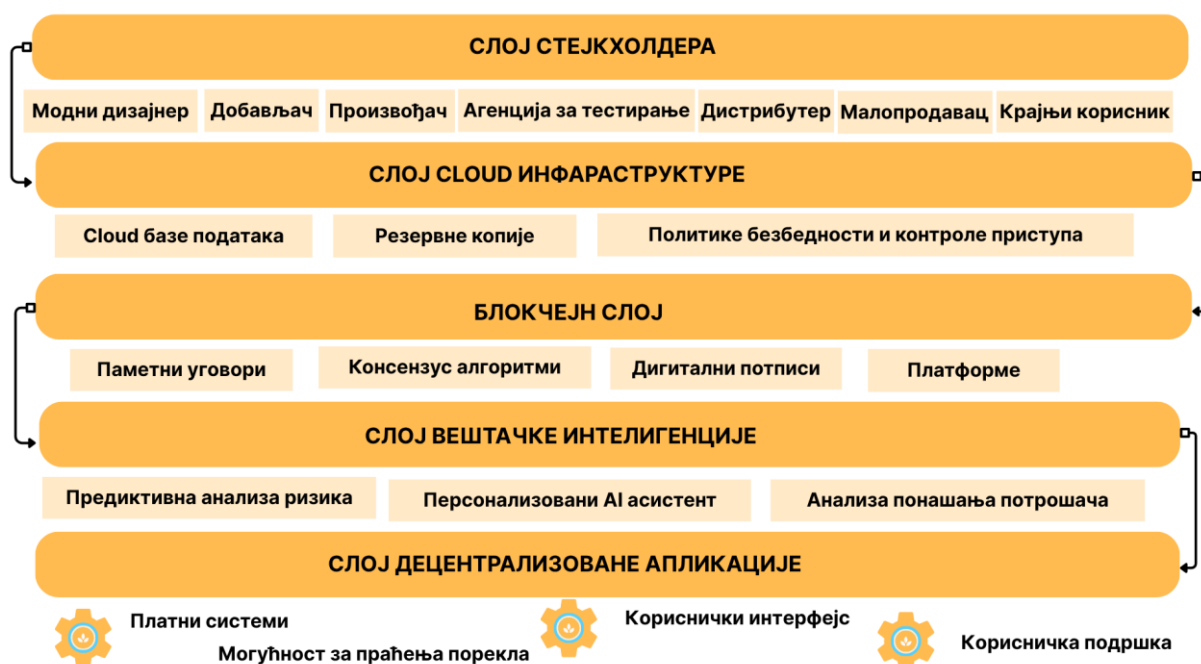 СЛОЈ СТЕЈКХОЛДЕРА
Модни дизајнер
Добављач
Произвођач
Агенција за тестирање
Дистрибутер
Малопродавац
Крајњи корисник
СЛОЈ CLOUD ИНФАРАСТРУКТУРЕ
Cloud базе података
Резервне копије
Политике безбедности и контроле приступа
БЛОКЧЕЈН СЛОЈ
Паметни уговори
Консензус алгоритми
Дигитални потписи
Платформе
СЛОЈ ВЕШТАЧКЕ ИНТЕЛИГЕНЦИЈЕ
Предиктивна анализа ризика
Персонализовани AI асистент
Анализа понашања потрошача
СЛОЈ ДЕЦЕНТРАЛИЗОВАНЕ АПЛИКАЦИЈЕ
Платни системи
Кориснички интерфејс
Корисничка подршка
Могућност за праћења порекла